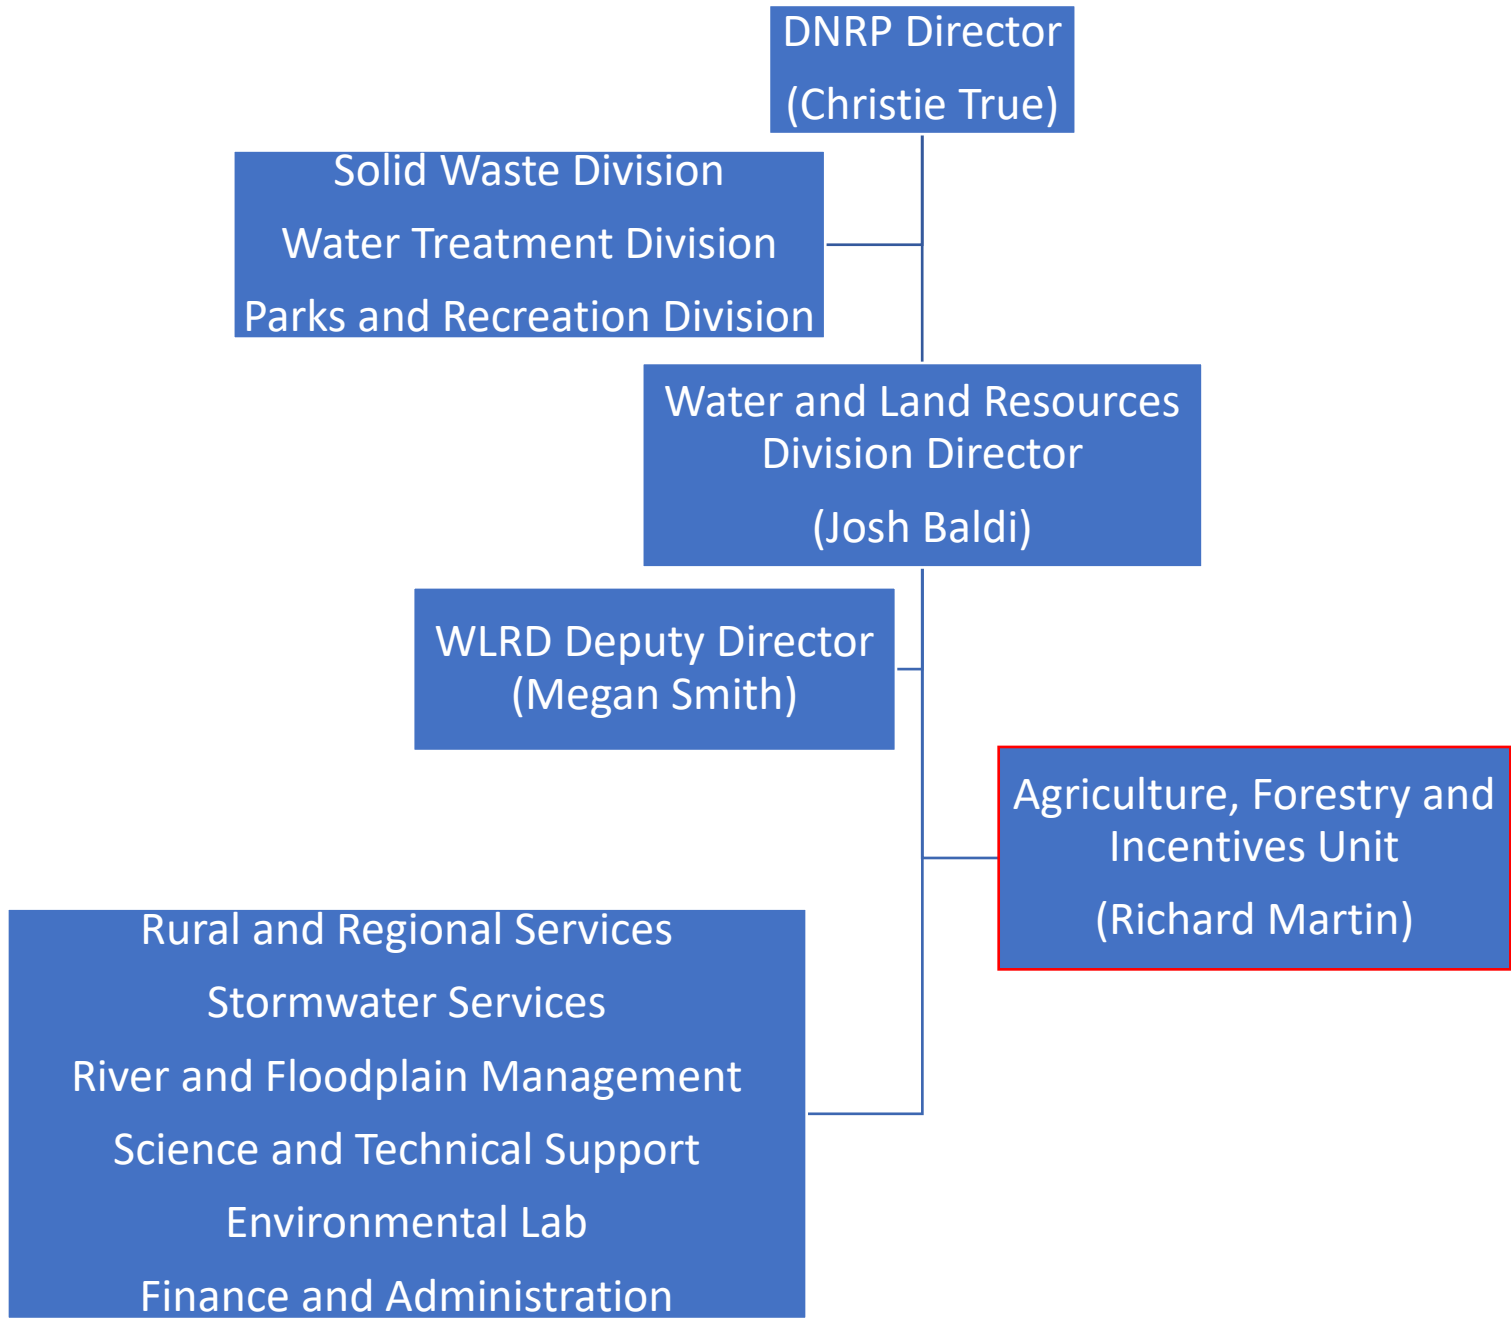 DNRP Director
(Christie True)
Solid Waste Division
Water Treatment Division
Parks and Recreation Division
Water and Land Resources
Division Director
(Josh Baldi)
WLRD Deputy Director
(Megan Smith)
Agriculture, Forestry and
Incentives Unit
(Richard Martin)
Rural and Regional Services
Stormwater Services
River and Floodplain Management
Science and Technical Support
Environmental Lab
Finance and Administration